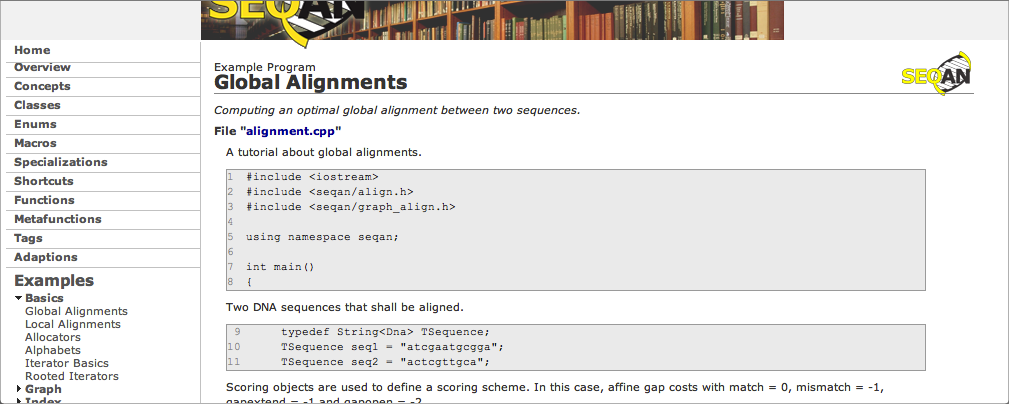 SEQAN
Home
Overview
Concepts
Classes
Enums
Macros
Specializations
Shortcuts
Functions
Metafunctions
Tags
Adaptions
Examples
Basics
Global Alignments
Local Alignments
Allocators
Alphabets
Iterator Basics
Rooted Iterators
Graph
Index
Example Program
Global Alignments
SEQAN
Computing an optimal global alignment between two sequences.
File "alignment.cpp"
A tutorial about global alignments.
1 #include <iostream>
2 #include <seqan/align.h>
3 #include <seqan/graph_align.h>
4
5 using namespace seqan;
6
7 int main()
8 {
Two DNA sequences that shall be aligned.
9 typedef String<Dna> TSequence;
10 TSequence seq1 = "atcgaatgcgga";
11 TSequence seq2 = "actcgttgca";
Scoring objects are used to define a scoring scheme. In this case, affine gap costs with match = 0, mismatch = -1,
gapextend = -1 and gapopen = -2